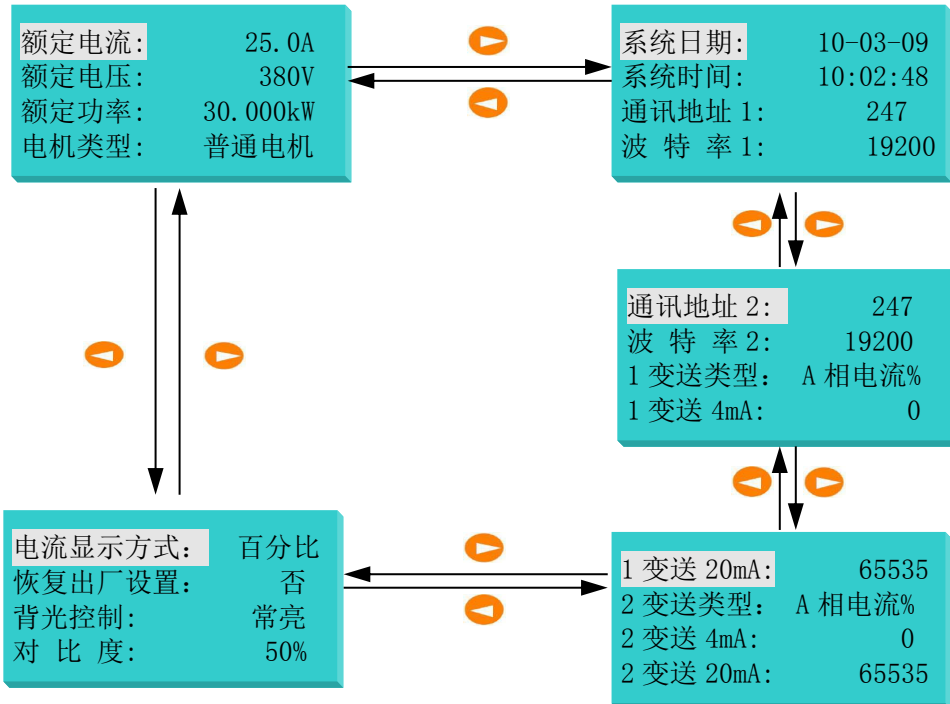 额定电流: 25.0A
额定电压: 380V
额定功率: 30.000kW
电机类型: 普通电机
系统日期: 10-03-09
系统时间: 10:02:48
通讯地址 1: 247
波 特 率 1: 19200
通讯地址 2: 247
波 特 率 2: 19200
1 变送类型： A 相电流%
1 变送 4mA: 0
1 变送 20mA: 65535
2 变送类型： A 相电流%
2 变送 4mA: 0
2 变送 20mA: 65535
电流显示方式： 百分比
恢复出厂设置： 否
背光控制: 常亮
对 比 度: 50%